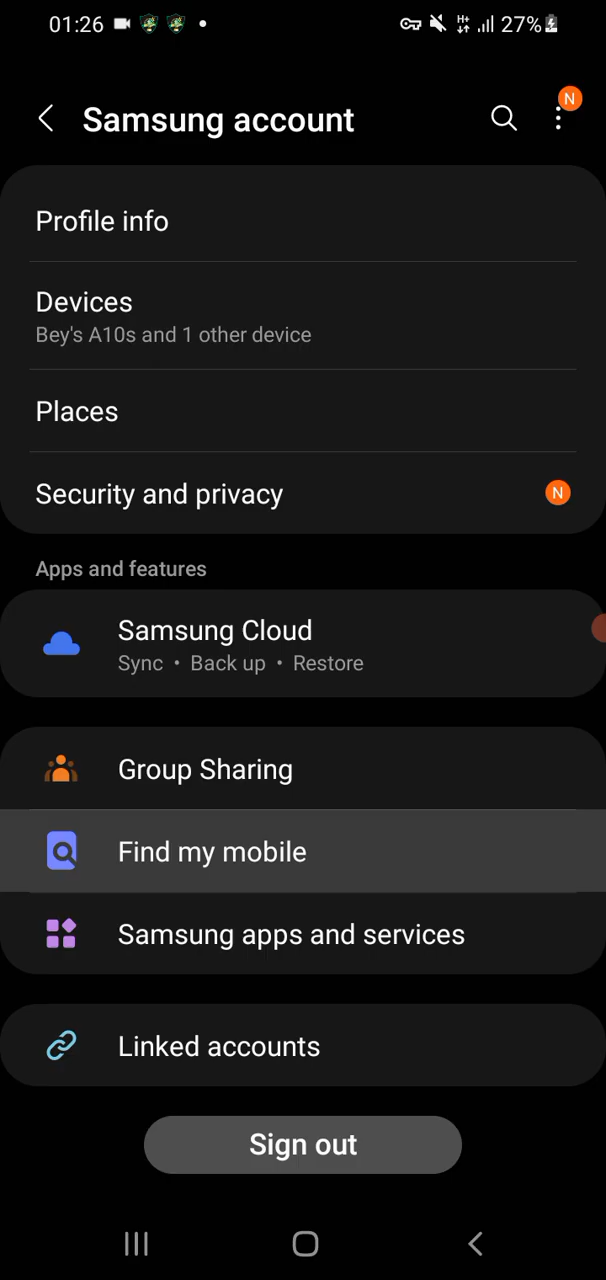 01:26 27%
Samsung account
N
Profile info
Devices
Bey's A10s and 1 other device
Places
Security and privacy
N
Apps and features
Samsung Cloud
Sync • Back up • Restore
Group Sharing
Find my mobile
Samsung apps and services
Linked accounts
Sign out